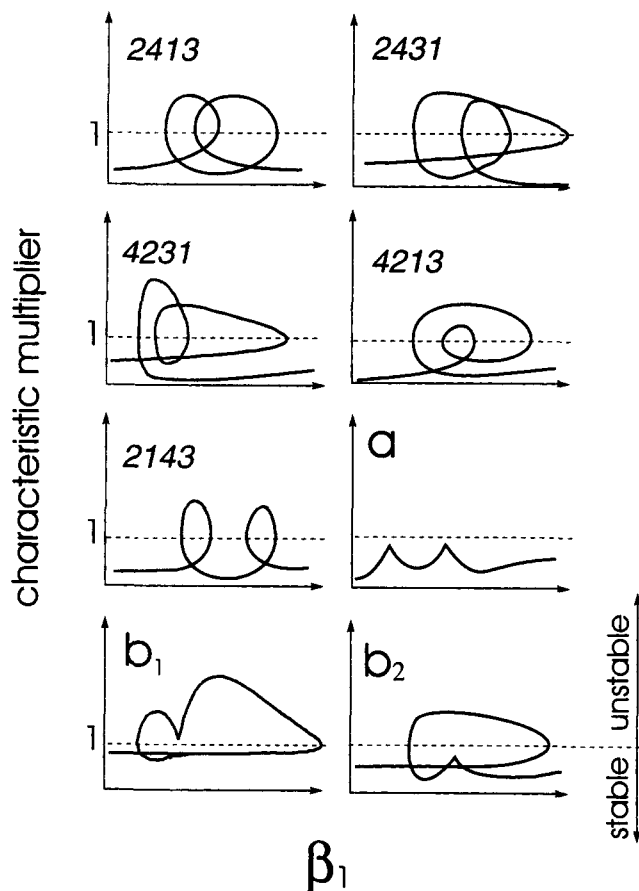 2413
2431
1
4231
4213
1
2143
a
1
b1
b2
1
characteristic multiplier
stable unstable
β1